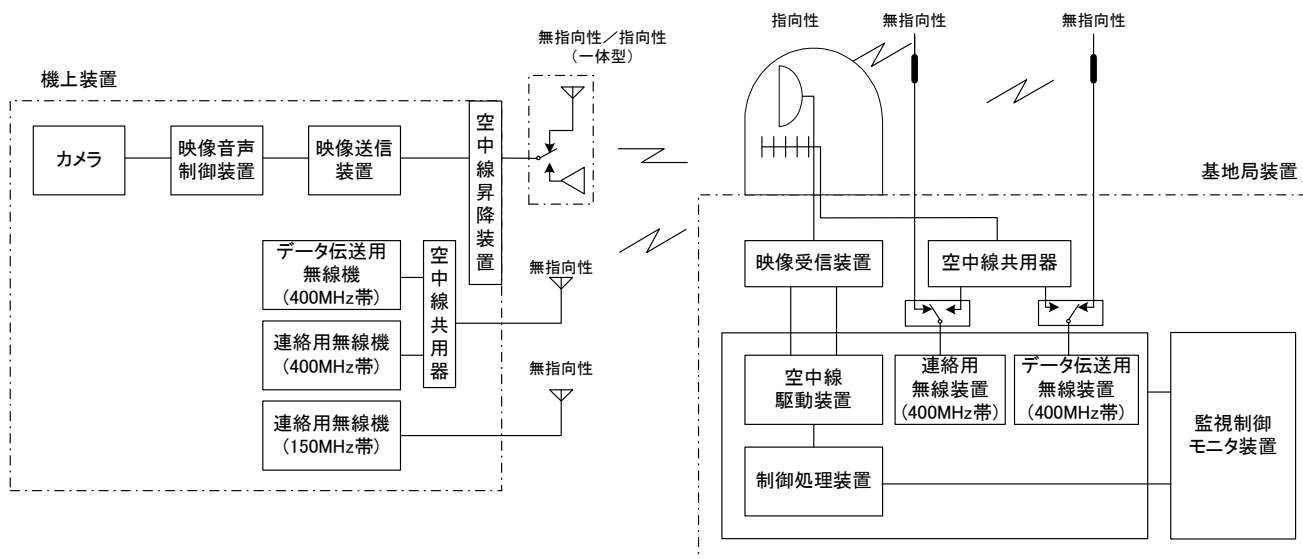 機上装置
カメラ
映像音声
制御装置
映像送信
装置
空中線昇降装置
無指向性／指向性
（一体型）
データ伝送用
無線機
(400MHz帯)
連絡用無線機
(400MHz帯)
連絡用無線機
(150MHz帯)
空中線共用器
無指向性
無指向性
指向性
無指向性
無指向性
基地局装置
映像受信装置
空中線共用器
空中線
駆動装置
連絡用
無線装置
(400MHz帯)
データ伝送用
無線装置
(400MHz帯)
制御処理装置
監視制御
モニタ装置